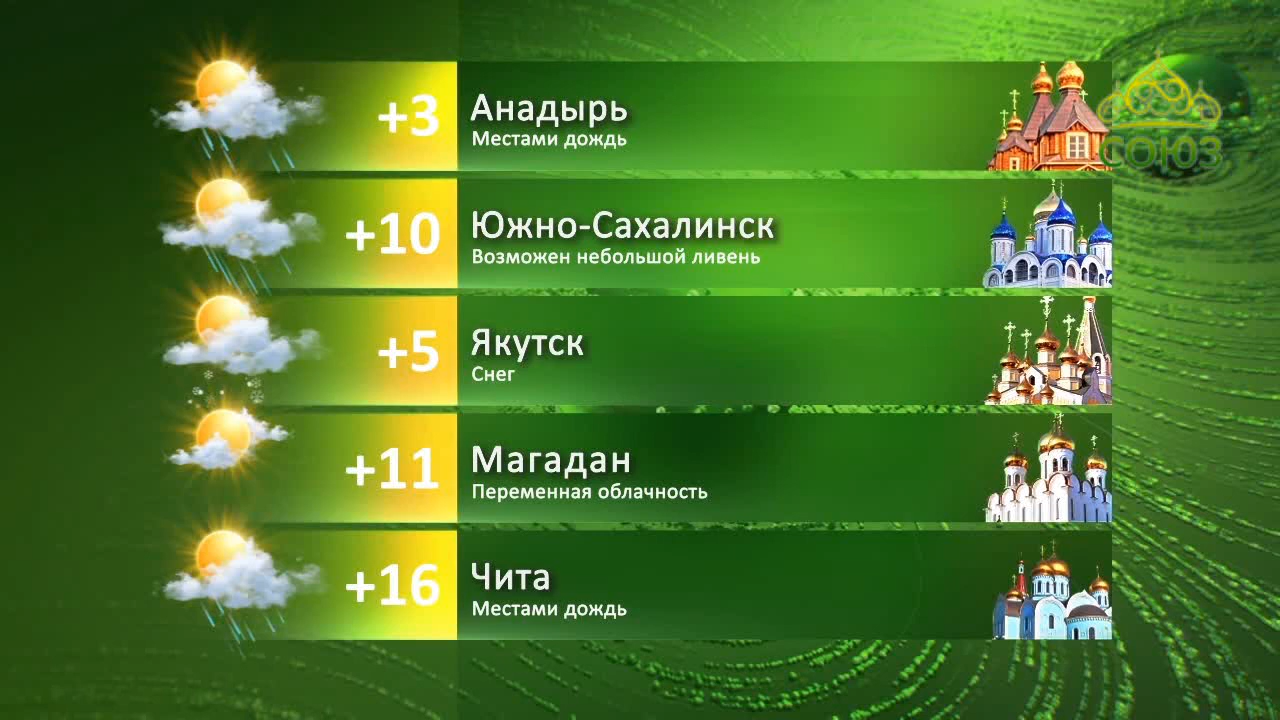 СОЮЗ
+3
Анадырь
Местами дождь
+10
Южно-Сахалинск
Возможен небольшой ливень
+5
Якутск
Снег
+11
Магадан
Переменная облачность
+16
Чита
Местами дождь